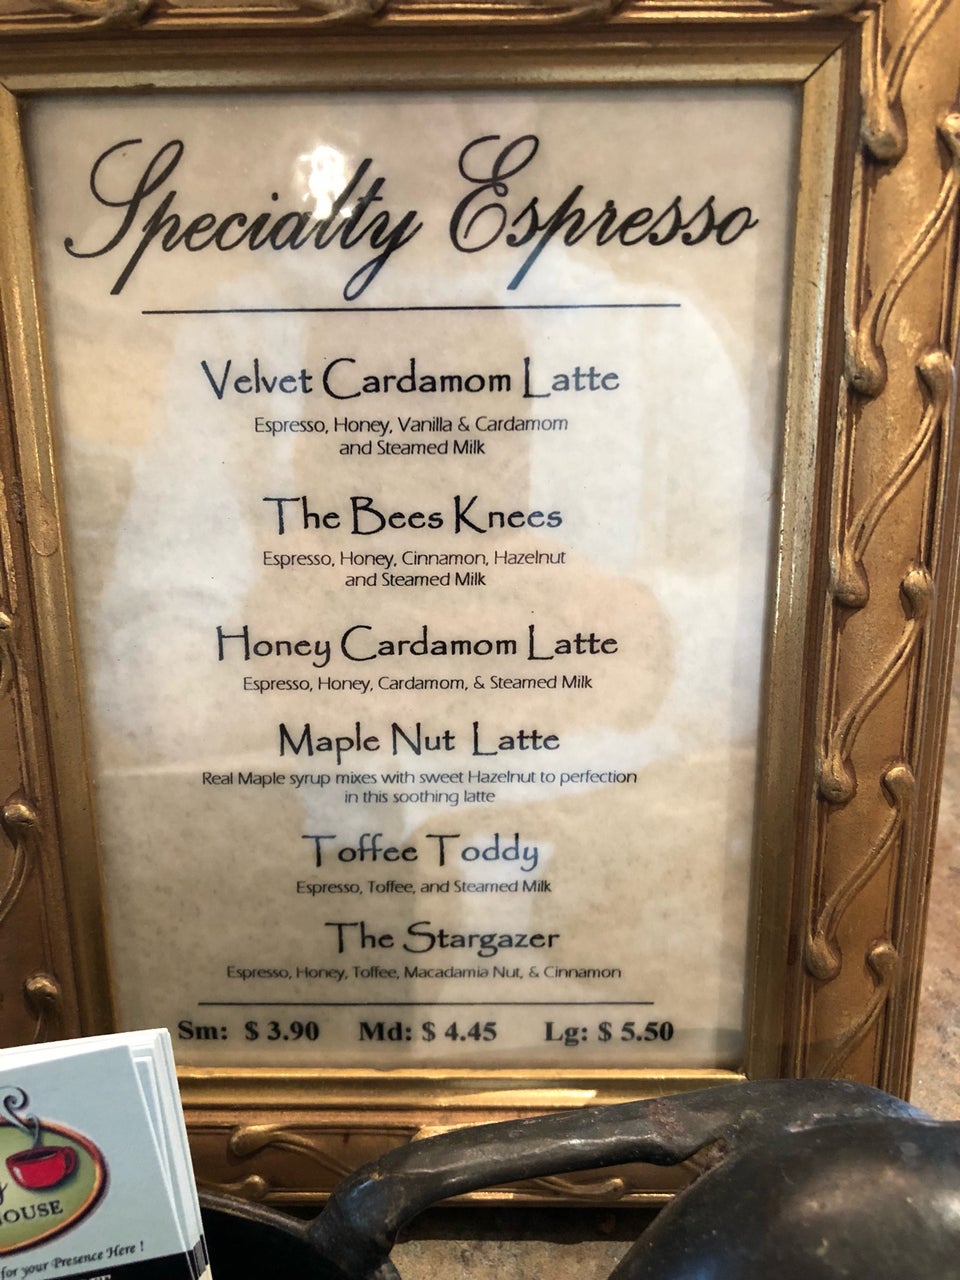 Specialty Espresso
Velvet Cardamom Latte
Espresso, Honey, Vanilla & Cardamom
and Steamed Milk
The Bees Knees
Espresso, Honey, Cinnamon, Hazelnut
and Steamed Milk
Honey Cardamom Latte
Espresso, Honey, Cardamom, & Steamed Milk
Maple Nut Latte
Real Maple syrup mixes with sweet Hazelnut to perfection
in this soothing latte
Toffee Toddy
Espresso, Toffee, and Steamed Milk
The Stargazer
Espresso, Honey, Toffee, Macadamia Nut, & Cinnamon
Sm: $ 3.90 Md: $ 4.45 Lg: $ 5.50
OUSE
for your Presence Here !